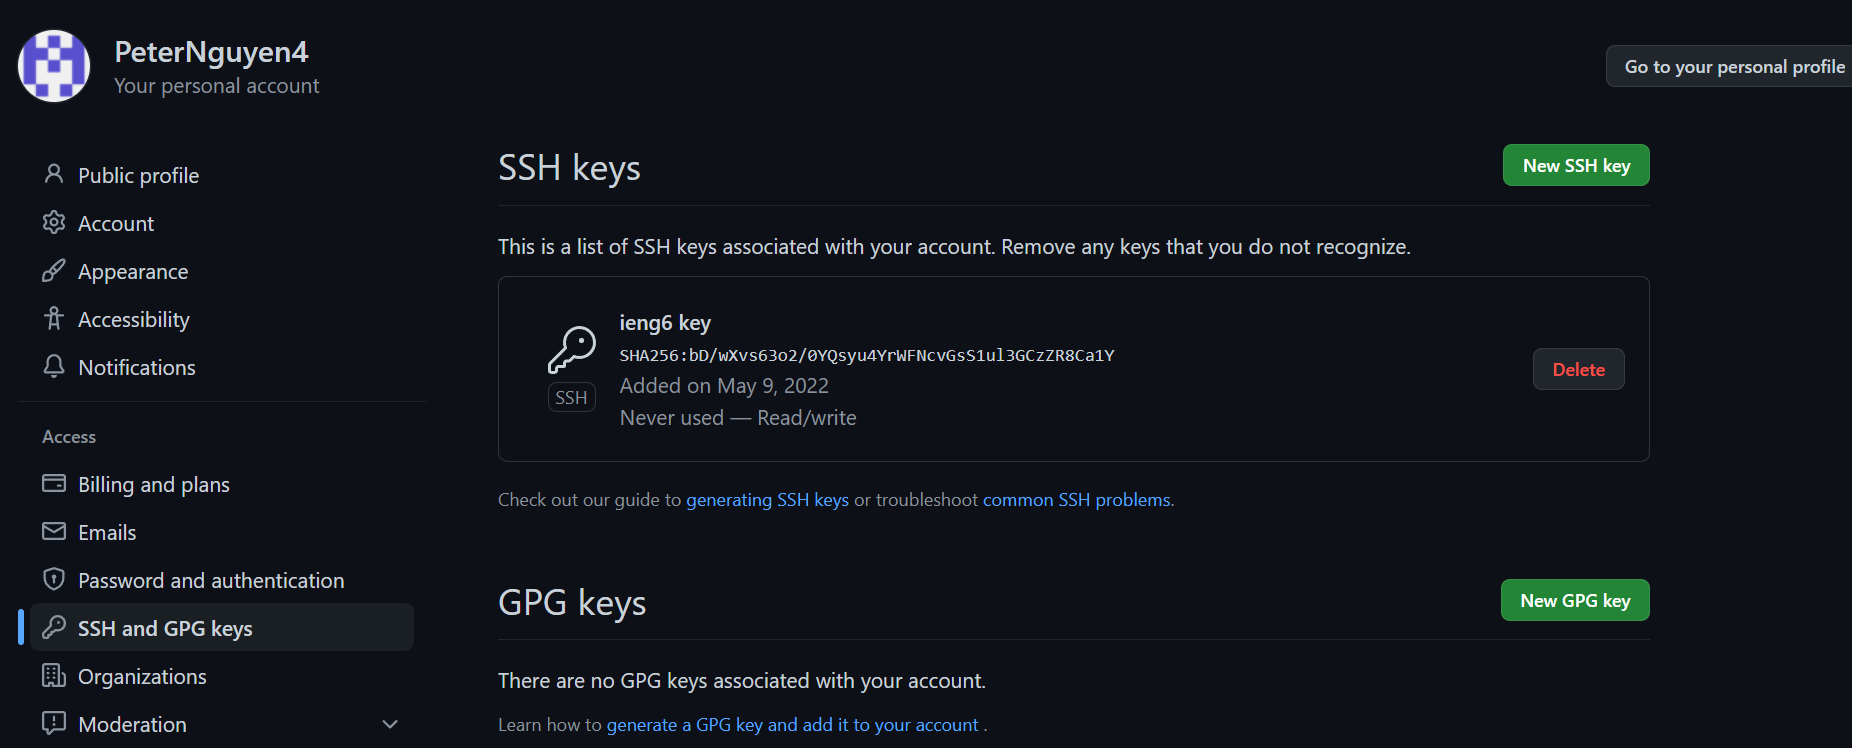 PeterNguyen4
Your personal account
Go to your personal profile
Public profile
Account
Appearance
Accessibility
Notifications
Access
Billing and plans
Emails
Password and authentication
SSH and GPG keys
Organizations
Moderation
SSH keys
New SSH key
This is a list of SSH keys associated with your account. Remove any keys that you do not recognize.
ieng6 key
SHA256:bD/wXvs63o2/0YQsyu4YrWFNcvGsS1ul3GCzZR8Ca1Y
Added on May 9, 2022
Never used — Read/write
SSH
Delete
Check out our guide to generating SSH keys or troubleshoot common SSH problems.
GPG keys
New GPG key
There are no GPG keys associated with your account.
Learn how to generate a GPG key and add it to your account .